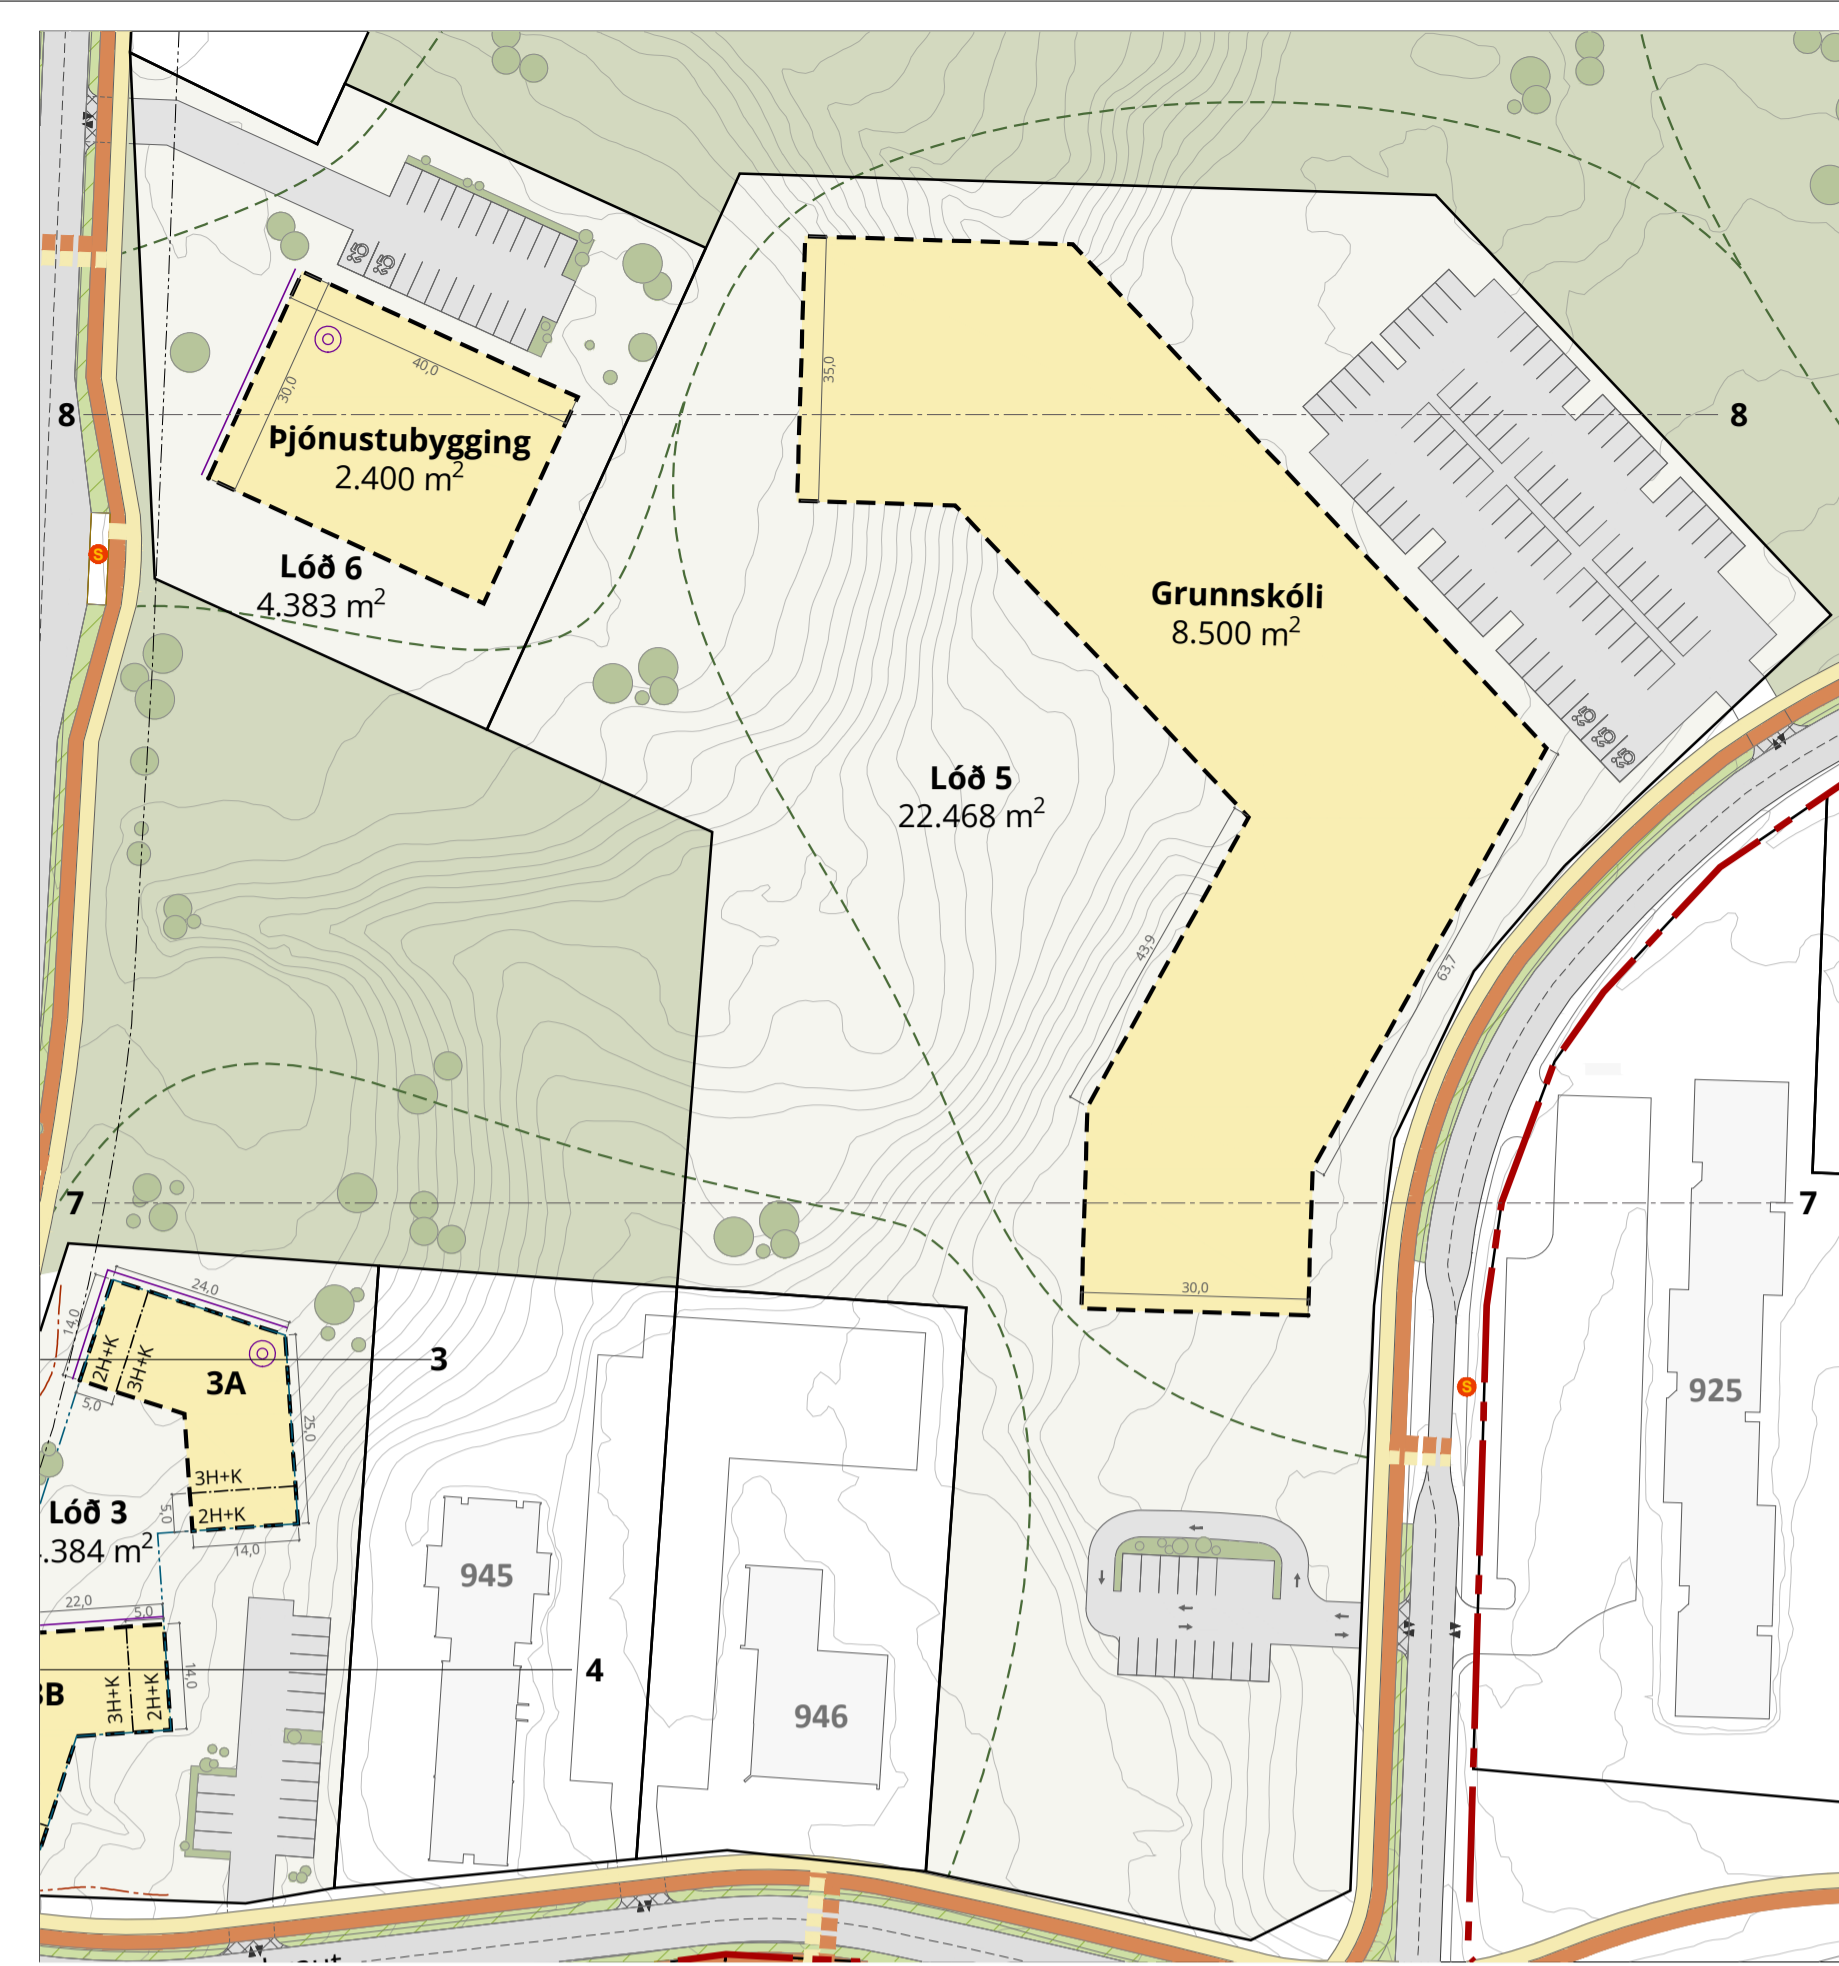 8
40,0
30,0
Þjónustubygging
2.400 m²
Lóð 6
4.383 m²
35,0
8
Grunnskóli
8.500 m²
Lóð 5
22.468 m²
43,9
63,7
7
7
30,0
24,0
14,0
2H+K
3H+K
3A
3
5,0
25,0
3H+K
2H+K
5,0
14,0
Lóð 3
.384 m²
22,0
5,0
3H+K
2H+K
14,0
3B
4
945
946
925
S
S